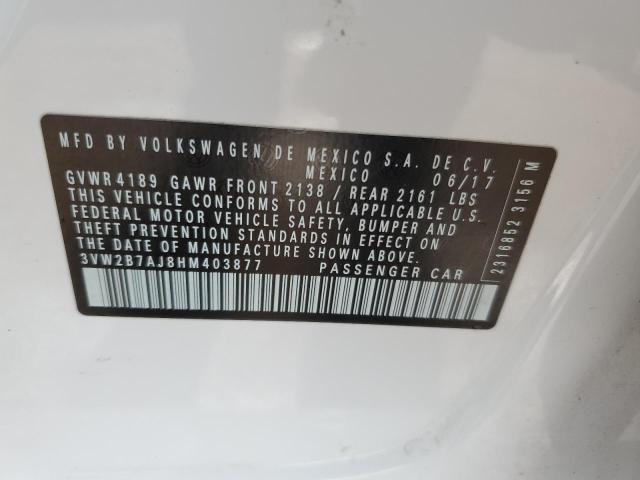 MFD BY VOLKSWAGEN DE MEXICO S.A. DE C.V.
MEXICO 06/17
GVWR 4189 GAWR FRONT 2138 / REAR 2161 LBS
THIS VEHICLE CONFORMS TO ALL APPLICABLE U.S.
FEDERAL MOTOR VEHICLE SAFETY, BUMPER AND
THEFT PREVENTION STANDARDS IN EFFECT ON
THE DATE OF MANUFACTURE SHOWN ABOVE.
3VW2B7AJ8HM403877 PASSENGER CAR
2316852 3156 M